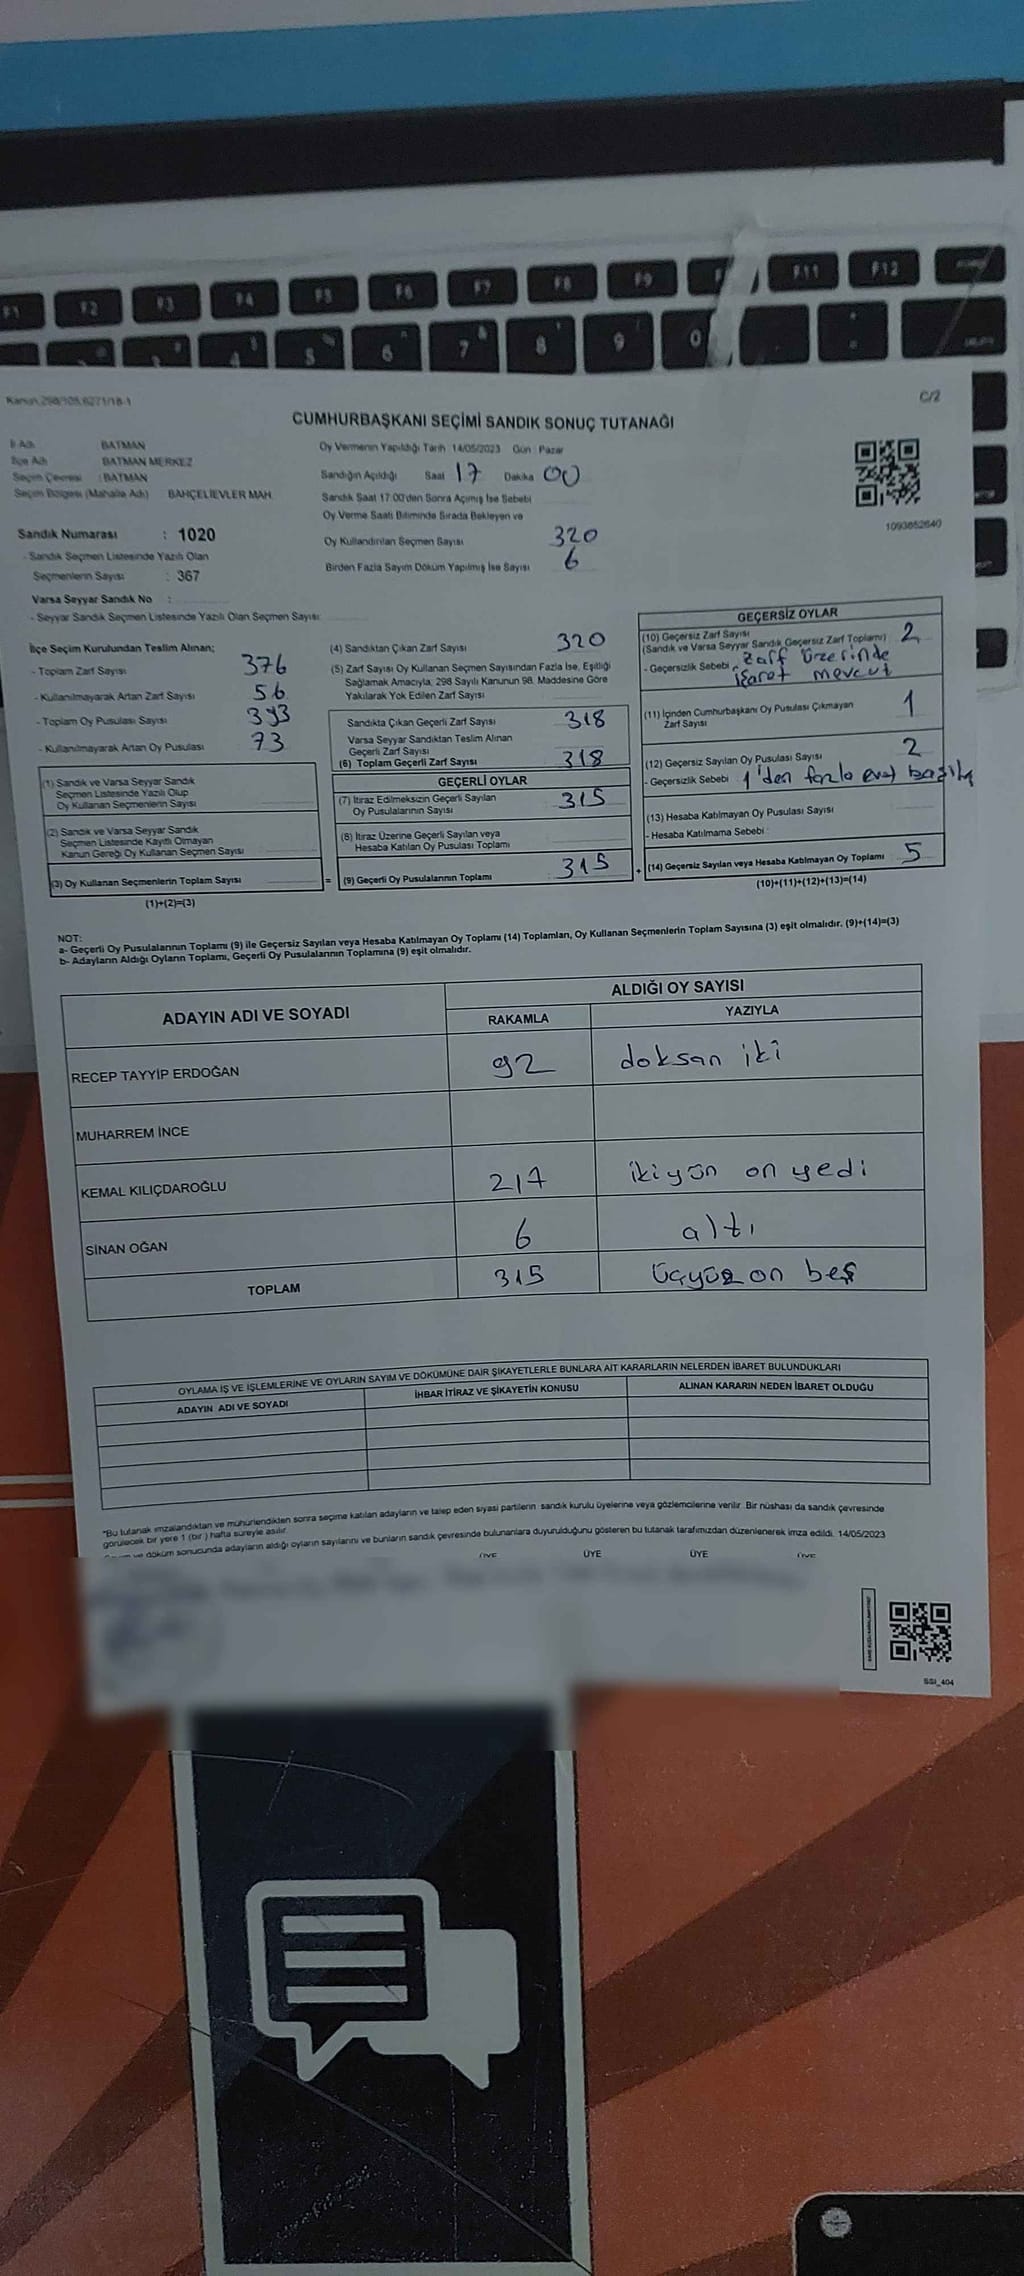 F1 F2 F3 F4 F5 F6 F7 F8 F9 F11 F12
4 5 6 7 8 9 0
Kanun 298/105,6271/18-1
C/2
CUMHURBAŞKANI SEÇİMİ SANDIK SONUÇ TUTANAĞI
İl Adı BATMAN
İlçe Adı BATMAN MERKEZ
Seçim Çevresi : BATMAN
Seçim Bölgesi (Mahalle Adı) BAHÇELİEVLER MAH.
Oy Vermenin Yapıldığı Tarih 14/05/2023 Gün : Pazar
Sandığın Açıldığı Saat 17 Dakika 00
Sandık Saat 17.00'den Sonra Açımış İse Sebebi
Oy Verme Saati Bitiminde Sırada Bekleyen ve
Oy Kullandırılan Seçmen Sayısı 320
Birden Fazla Sayım Döküm Yapılmış İse Sayısı 6
1093652640
Sandık Numarası : 1020
- Sandık Seçmen Listesinde Yazılı Olan
Seçmenlerin Sayısı : 367
Varsa Seyyar Sandık No :
- Seyyar Sandık Seçmen Listesinde Yazılı Olan Seçmen Sayısı
İlçe Seçim Kurulundan Teslim Alınan;
- Toplam Zarf Sayısı 376
- Kullanılmayarak Artan Zarf Sayısı 56
- Toplam Oy Pusulası Sayısı 393
- Kullanılmayarak Artan Oy Pusulası 73
(1) Sandık ve Varsa Seyyar Sandık
Seçmen Listesinde Yazılı Olup
Oy Kullanan Seçmenlerin Sayısı
(2) Sandık ve Varsa Seyyar Sandık
Seçmen Listesinde Kayıtlı Olmayan
Kanun Gereği Oy Kullanan Seçmen Sayısı
(3) Oy Kullanan Seçmenlerin Toplam Sayısı =
(1)+(2)=(3)
(4) Sandıktan Çıkan Zarf Sayısı 320
(5) Zarf Sayısı Oy Kullanan Seçmen Sayısından Fazla İse, Eşitliği
Sağlamak Amacıyla, 298 Sayılı Kanunun 98. Maddesine Göre
Yakılarak Yok Edilen Zarf Sayısı
Sandıkta Çıkan Geçerli Zarf Sayısı 318
Varsa Seyyar Sandıktan Teslim Alınan
Geçerli Zarf Sayısı
(6) Toplam Geçerli Zarf Sayısı 318
GEÇERLİ OYLAR
(7) İtiraz Edilmeksizin Geçerli Sayılan
Oy Pusulalarının Sayısı 315
(8) İtiraz Üzerine Geçerli Sayılan veya
Hesaba Katılan Oy Pusulası Toplamı
(9) Geçerli Oy Pusulalarının Toplamı 315 +
GEÇERSİZ OYLAR
(10) Geçersiz Zarf Sayısı
(Sandık ve Varsa Seyyar Sandık Geçersiz Zarf Toplamı) 2
- Geçersizlik Sebebi : Zarf üzerinde
işaret mevcut
(11) İçinden Cumhurbaşkanı Oy Pusulası Çıkmayan
Zarf Sayısı 1
(12) Geçersiz Sayılan Oy Pusulası Sayısı 2
- Geçersizlik Sebebi 1'den fazla evet
(13) Hesaba Katılmayan Oy Pusulası Sayısı
- Hesaba Katılmama Sebebi :
(14) Geçersiz Sayılan veya Hesaba Katılmayan Oy Toplamı 5
(10)+(11)+(12)+(13)=(14)
NOT:
a- Geçerli Oy Pusulalarının Toplamı (9) ile Geçersiz Sayılan veya Hesaba Katılmayan Oy Toplamı (14) Toplamları, Oy Kullanan Seçmenlerin Toplam Sayısına (3) eşit olmalıdır. (9)+(14)=(3)
b- Adayların Aldığı Oyların Toplamı, Geçerli Oy Pusulalarının Toplamına (9) eşit olmalıdır.
ADAYIN ADI VE SOYADI ALDIĞI OY SAYISI
RAKAMLA YAZIYLA
RECEP TAYYİP ERDOĞAN 92 doksan iki
MUHARREM İNCE
KEMAL KILIÇDAROĞLU 217 ikiyün on yedi
SİNAN OĞAN 6 altı
TOPLAM 315 üçyüz on beş
OYLAMA İŞ VE İŞLEMLERİNE VE OYLARIN SAYIM VE DÖKÜMÜNE DAİR ŞİKAYETLERLE BUNLARA AİT KARARLARIN NELERDEN İBARET BULUNDUKLARI
ADAYIN ADI VE SOYADI İHBAR İTİRAZ VE ŞİKAYETİN KONUSU ALINAN KARARIN NEDEN İBARET OLDUĞU
*Bu tutanak imzalandıktan ve mühürlendikten sonra seçime katılan adayların ve talep eden siyasi partilerin sandık kurulu üyelerine veya gözlemcilerine verilir. Bir nüshası da sandık çevresinde
görülecek bir yere 1 (bir) hafta süreyle asılır.
ve döküm sonucunda adayların aldığı oyların sayılarını ve bunların sandık çevresinde bulunanlara duyurulduğunu gösteren bu tutanak tarafımızdan düzenlenerek imza edildi. 14/05/2023
ÜYE ÜYE ÜYE ÜYE
SSI_404